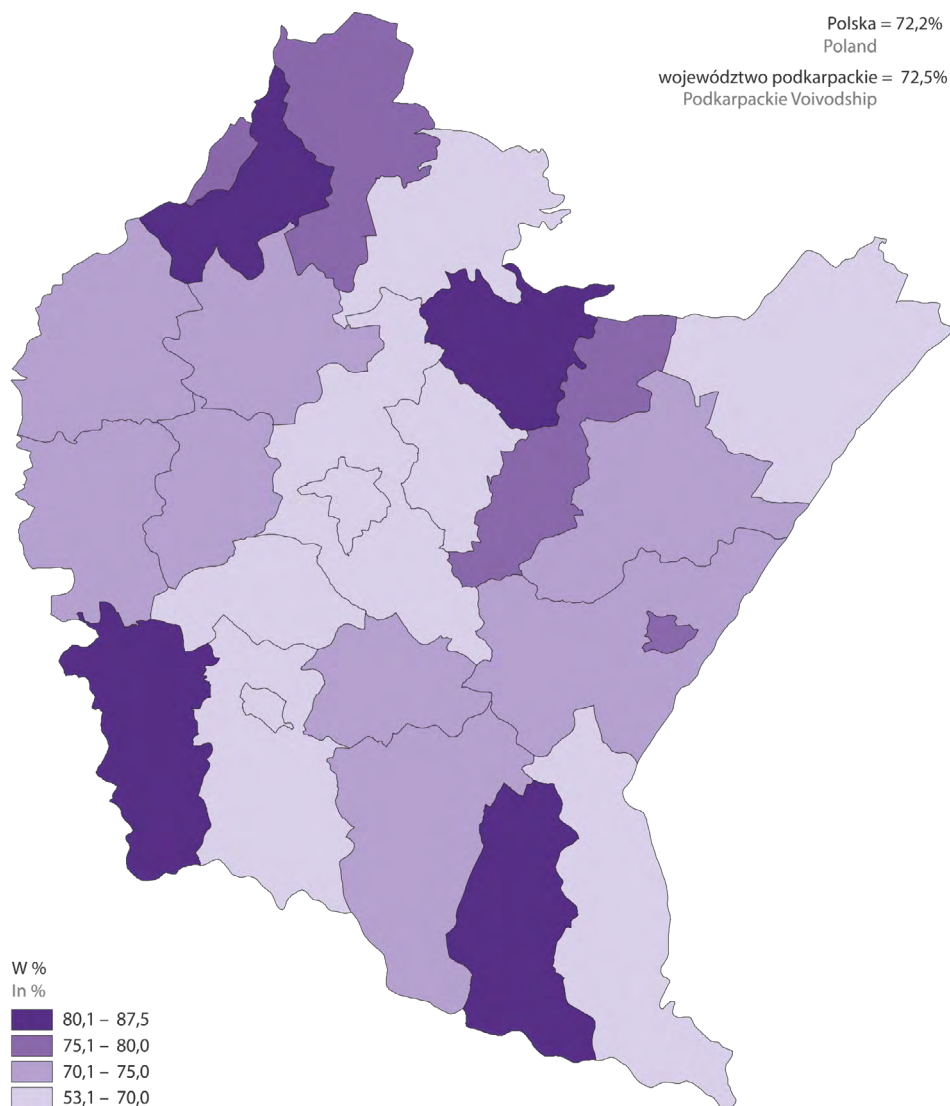 Polska = 72,2%
Poland
województwo podkarpackie = 72,5%
Podkarpackie Voivodship
W %
In %
80,1 – 87,5
75,1 – 80,0
70,1 – 75,0
53,1 – 70,0